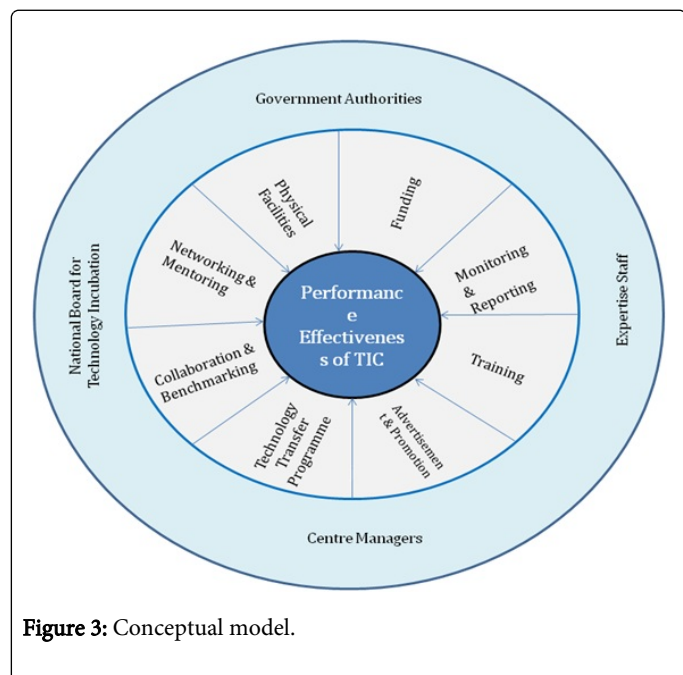 Government Authorities
Physical
Facilities
Funding
Networking &
Mentoring
Monitoring
&
Reporting
National Board for
Technology Incubation
Performanc
e
Effectivenes
s of TIC
Expertise Staff
Collaboration &
Benchmarking
Training
Technology
Transfer
Programme
Advertisemen
t & Promotion
Centre Managers
Figure 3: Conceptual model.